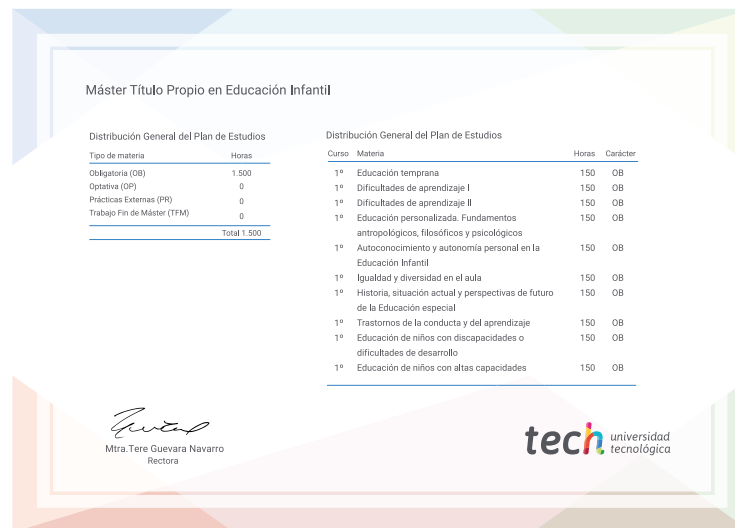 Máster Título Propio en Educación Infantil
Distribución General del Plan de Estudios
Tipo de materia Horas
Obligatoria (OB) 1.500
Optativa (OP) 0
Prácticas Externas (PR) 0
Trabajo Fin de Máster (TFM) 0
Total 1.500
Distribución General del Plan de Estudios
Curso Materia Horas Carácter
1º Educación temprana 150 OB
1º Dificultades de aprendizaje I 150 OB
1º Dificultades de aprendizaje II 150 OB
1º Educación personalizada. Fundamentos 150 OB
antropológicos, filosóficos y psicológicos
1º Autoconocimiento y autonomía personal en la 150 OB
Educación Infantil
1º Igualdad y diversidad en el aula 150 OB
1º Historia, situación actual y perspectivas de futuro 150 OB
de la Educación especial
1º Trastornos de la conducta y del aprendizaje 150 OB
1º Educación de niños con discapacidades o 150 OB
dificultades de desarrollo
1º Educación de niños con altas capacidades 150 OB
Mtra.Tere Guevara Navarro
Rectora
tech universidad
tecnológica